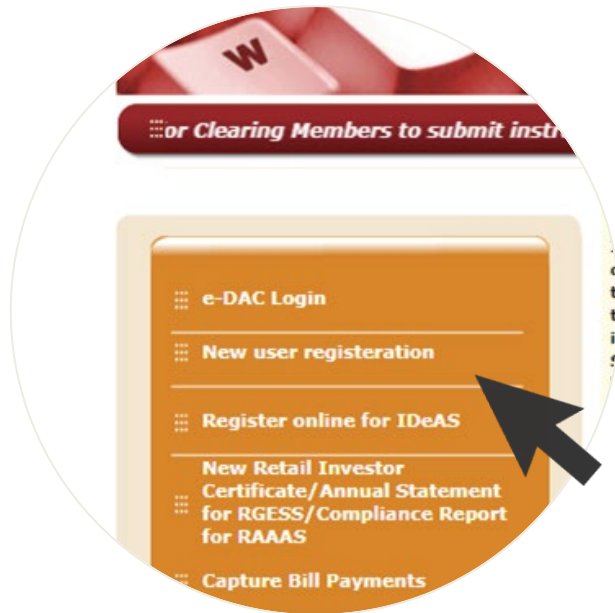 W
or Clearing Members to submit
e-DAC Login
New user registeration
Register online for IDeAS
New Retail Investor
Certificate/Annual Statement
for RGESS/Compliance Report
for RAAAS
Capture Bill Payments